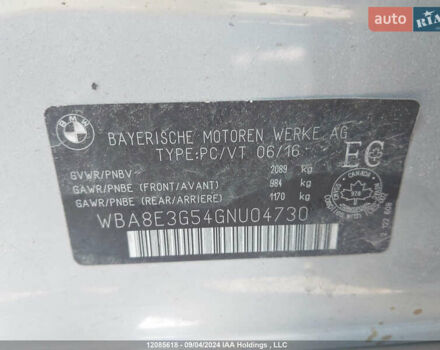 auto
RIA
BMW
BAYERISCHE MOTOREN WERKE AG
TYPE:PC/VT 06/16
EC
GVWR/PNBV 2089 kg
GAWR/PNBE (FRONT/AVANT) 984 kg
GAWR/PNBE (REAR/ARRIERE) 1170 kg
WBA8E3G54GNU04730
CANADA
12085618 - 09/04/2024 IAA Holdings , LLC